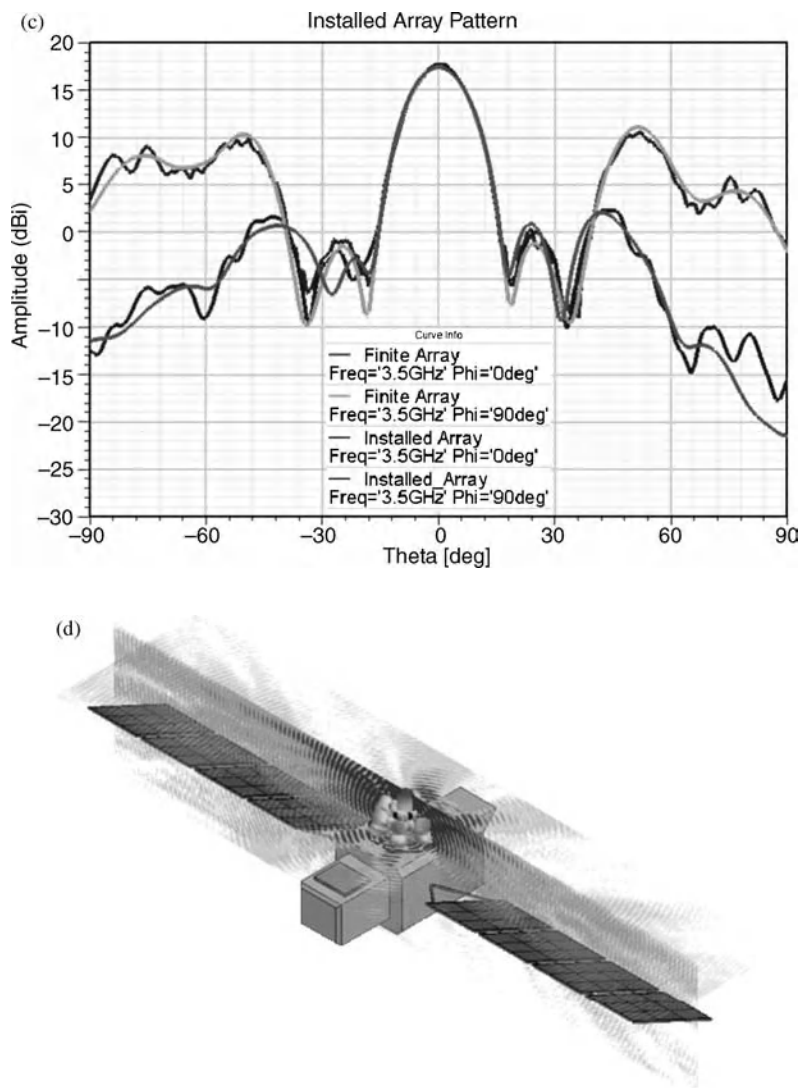 (c)
Installed Array Pattern
20
15
10
5
0
−5
−10
−15
−20
−25
−30
Amplitude (dBi)
Curve Info
Finite Array
Freq='3.5GHz' Phi='0deg'
Finite Array
Freq='3.5GHz' Phi='90deg'
Installed Array
Freq='3.5GHz' Phi='0deg'
Installed_Array
Freq='3.5GHz' Phi='90deg'
−90 −60 −30 0 30 60 90
Theta [deg]
(d)